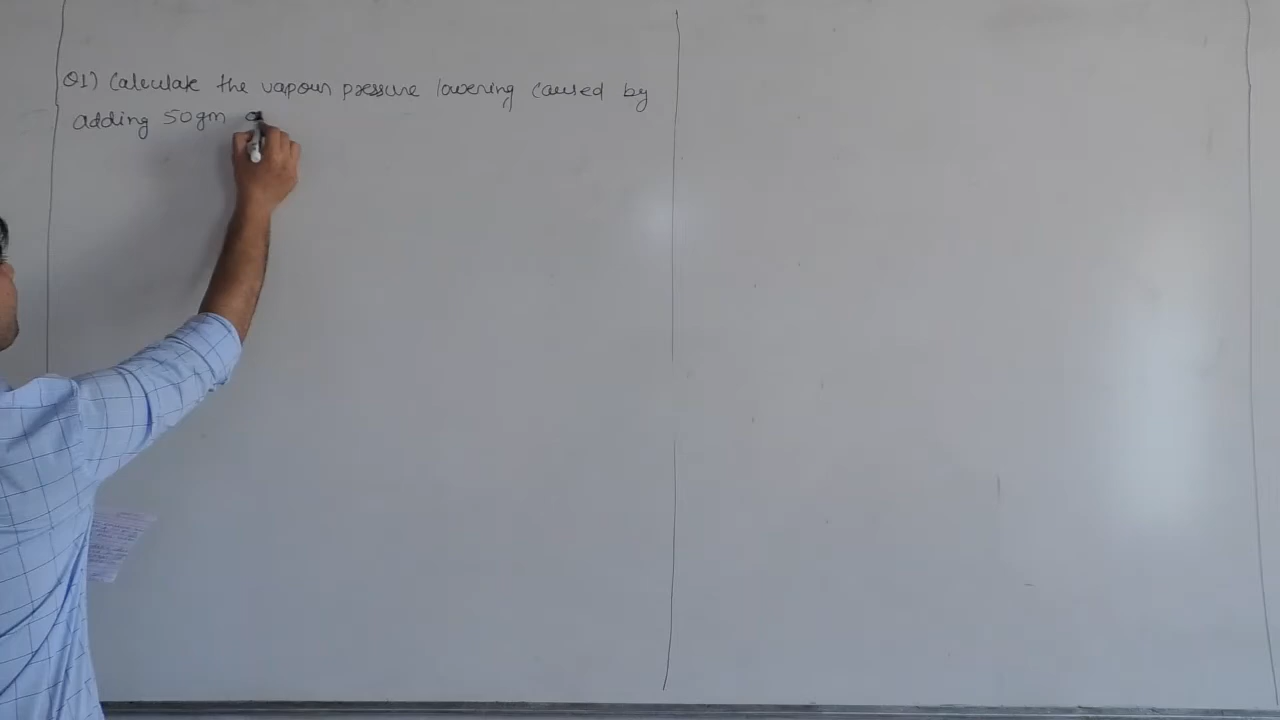 Q1) Calculate the vapour pressure lowering caused by
adding 50gm